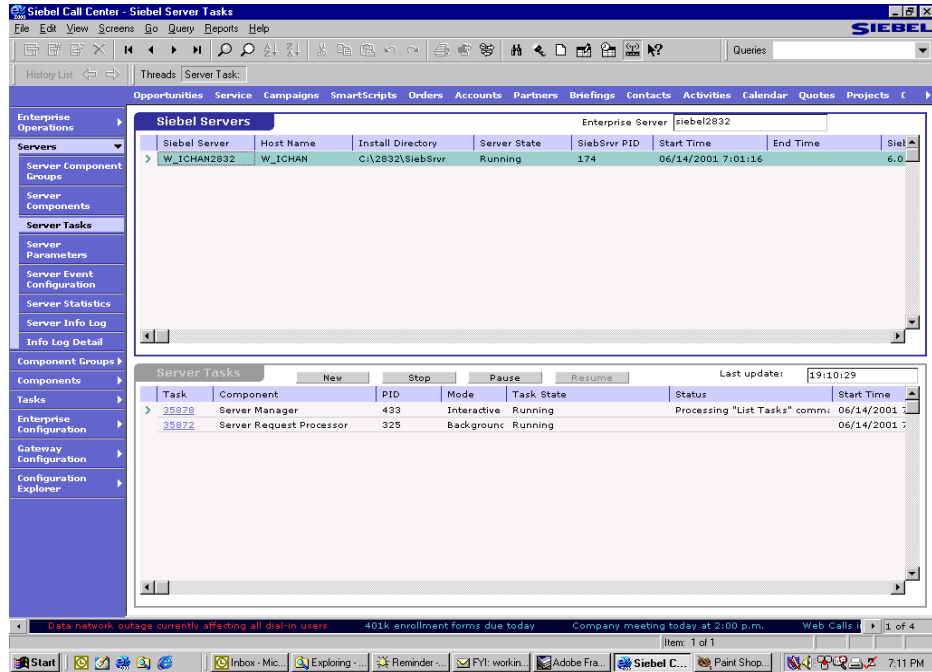 Siebel Call Center - Siebel Server Tasks
File Edit View Screens Go Query Reports Help
SIEBEL
Queries
History List Threads Server Task:
Opportunities Service Campaigns SmartScripts Orders Accounts Partners Briefings Contacts Activities Calendar Quotes Projects
Enterprise Operations
Servers
Server Component Groups
Server Components
Server Tasks
Server Parameters
Server Event Configuration
Server Statistics
Server Info Log
Info Log Detail
Component Groups
Components
Tasks
Enterprise Configuration
Gateway Configuration
Configuration Explorer
Siebel Servers Enterprise Server siebel2832
Siebel Server Host Name Install Directory Server State SiebSrvr PID Start Time End Time
W_ICHAN2832 W_ICHAN C:\2832\SiebSrvr Running 174 06/14/2001 7:01:16 6.0
Server Tasks New Stop Pause Resume Last update: 19:10:29
Task Component PID Mode Task State Status Start Time
35878 Server Manager 433 Interactive Running Processing "List Tasks" comma 06/14/2001 7
35872 Server Request Processor 325 Backgrounc Running 06/14/2001 7
Data network outage currently affecting all dial-in users 401k enrollment forms due today Company meeting today at 2:00 p.m. Web Calls 1 of 4
Item: 1 of 1
Start Inbox - Mic... Exploring - ... Reminder -... FYI: workin... Adobe Fra... Siebel C... Paint Shop... 7:11 PM